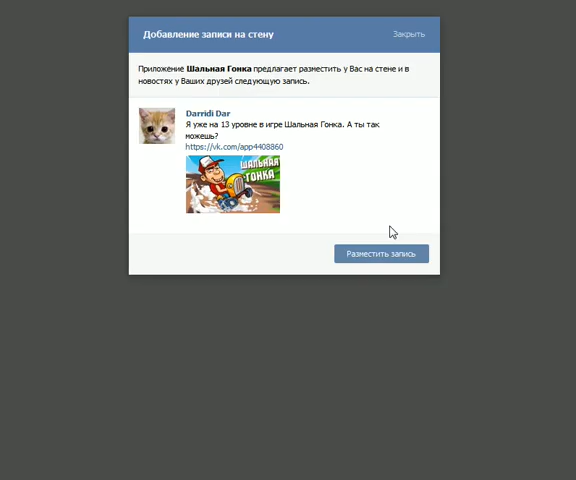 Добавление записи на стену
Закрыть
Приложение Шальная Гонка предлагает разместить у Вас на стене и в
новостях у Ваших друзей следующую запись.
Darridi Dar
Я уже на 13 уровне в игре Шальная Гонка. А ты так
можешь?
https://vk.com/app4408860
ШАЛЬНАЯ
ГОНКА
Разместить запись